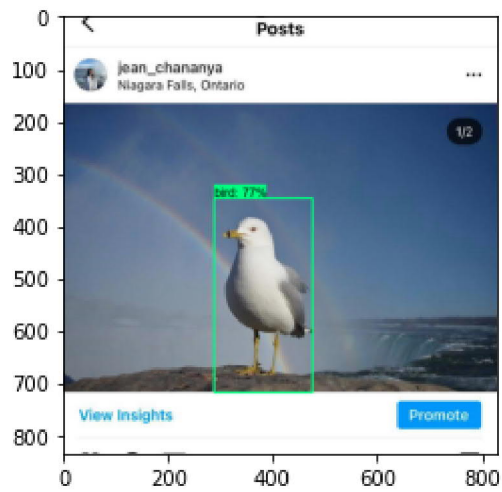 Posts
jean_chananya
Niagara Falls, Ontario
...
1/2
bird: 77%
View Insights
Promote
0
100
200
300
400
500
600
700
800
0
200
400
600
800